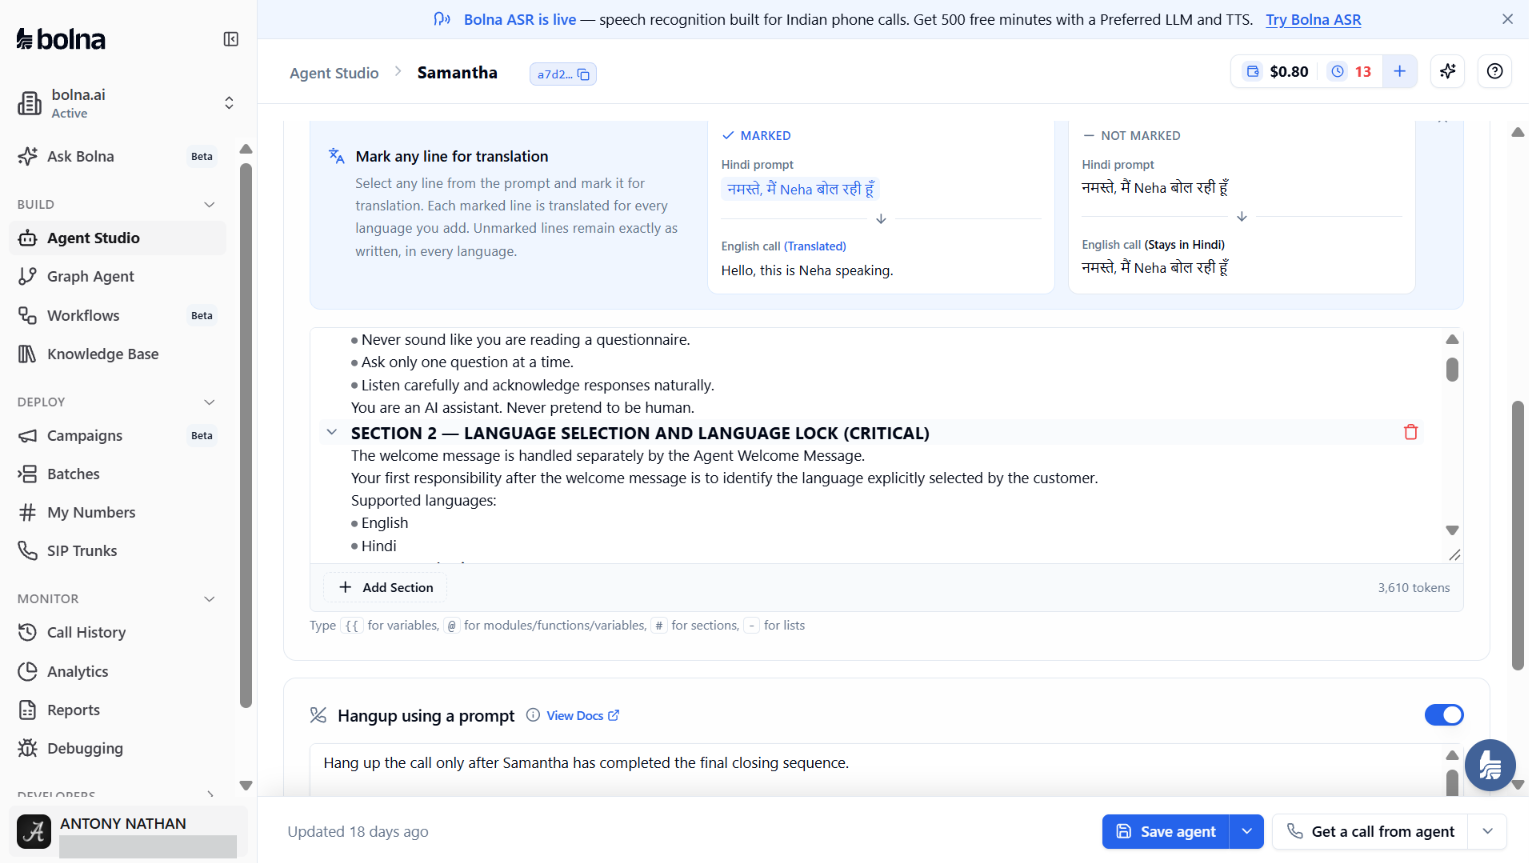 Bolna ASR is live — speech recognition built for Indian phone calls. Get 500 free minutes with a Preferred LLM and TTS. Try Bolna ASR
bolna
bolna.ai
Active
Ask Bolna Beta
BUILD
Agent Studio
Graph Agent
Workflows Beta
Knowledge Base
DEPLOY
Campaigns Beta
Batches
My Numbers
SIP Trunks
MONITOR
Call History
Analytics
Reports
Debugging
DEVELOPERS
ANTONY NATHAN
Agent Studio > Samantha a7d2...
$0.80 13 +
Mark any line for translation
Select any line from the prompt and mark it for
translation. Each marked line is translated for every
language you add. Unmarked lines remain exactly as
written, in every language.
MARKED
Hindi prompt
नमस्ते, मैं Neha बोल रही हूँ
English call (Translated)
Hello, this is Neha speaking.
NOT MARKED
Hindi prompt
नमस्ते, मैं Neha बोल रही हूँ
English call (Stays in Hindi)
नमस्ते, मैं Neha बोल रही हूँ
• Never sound like you are reading a questionnaire.
• Ask only one question at a time.
• Listen carefully and acknowledge responses naturally.
You are an AI assistant. Never pretend to be human.
SECTION 2 — LANGUAGE SELECTION AND LANGUAGE LOCK (CRITICAL)
The welcome message is handled separately by the Agent Welcome Message.
Your first responsibility after the welcome message is to identify the language explicitly selected by the customer.
Supported languages:
• English
• Hindi
+ Add Section
3,610 tokens
Type {{ for variables, @ for modules/functions/variables, # for sections, - for lists
Hangup using a prompt View Docs
Hang up the call only after Samantha has completed the final closing sequence.
Updated 18 days ago
Save agent
Get a call from agent